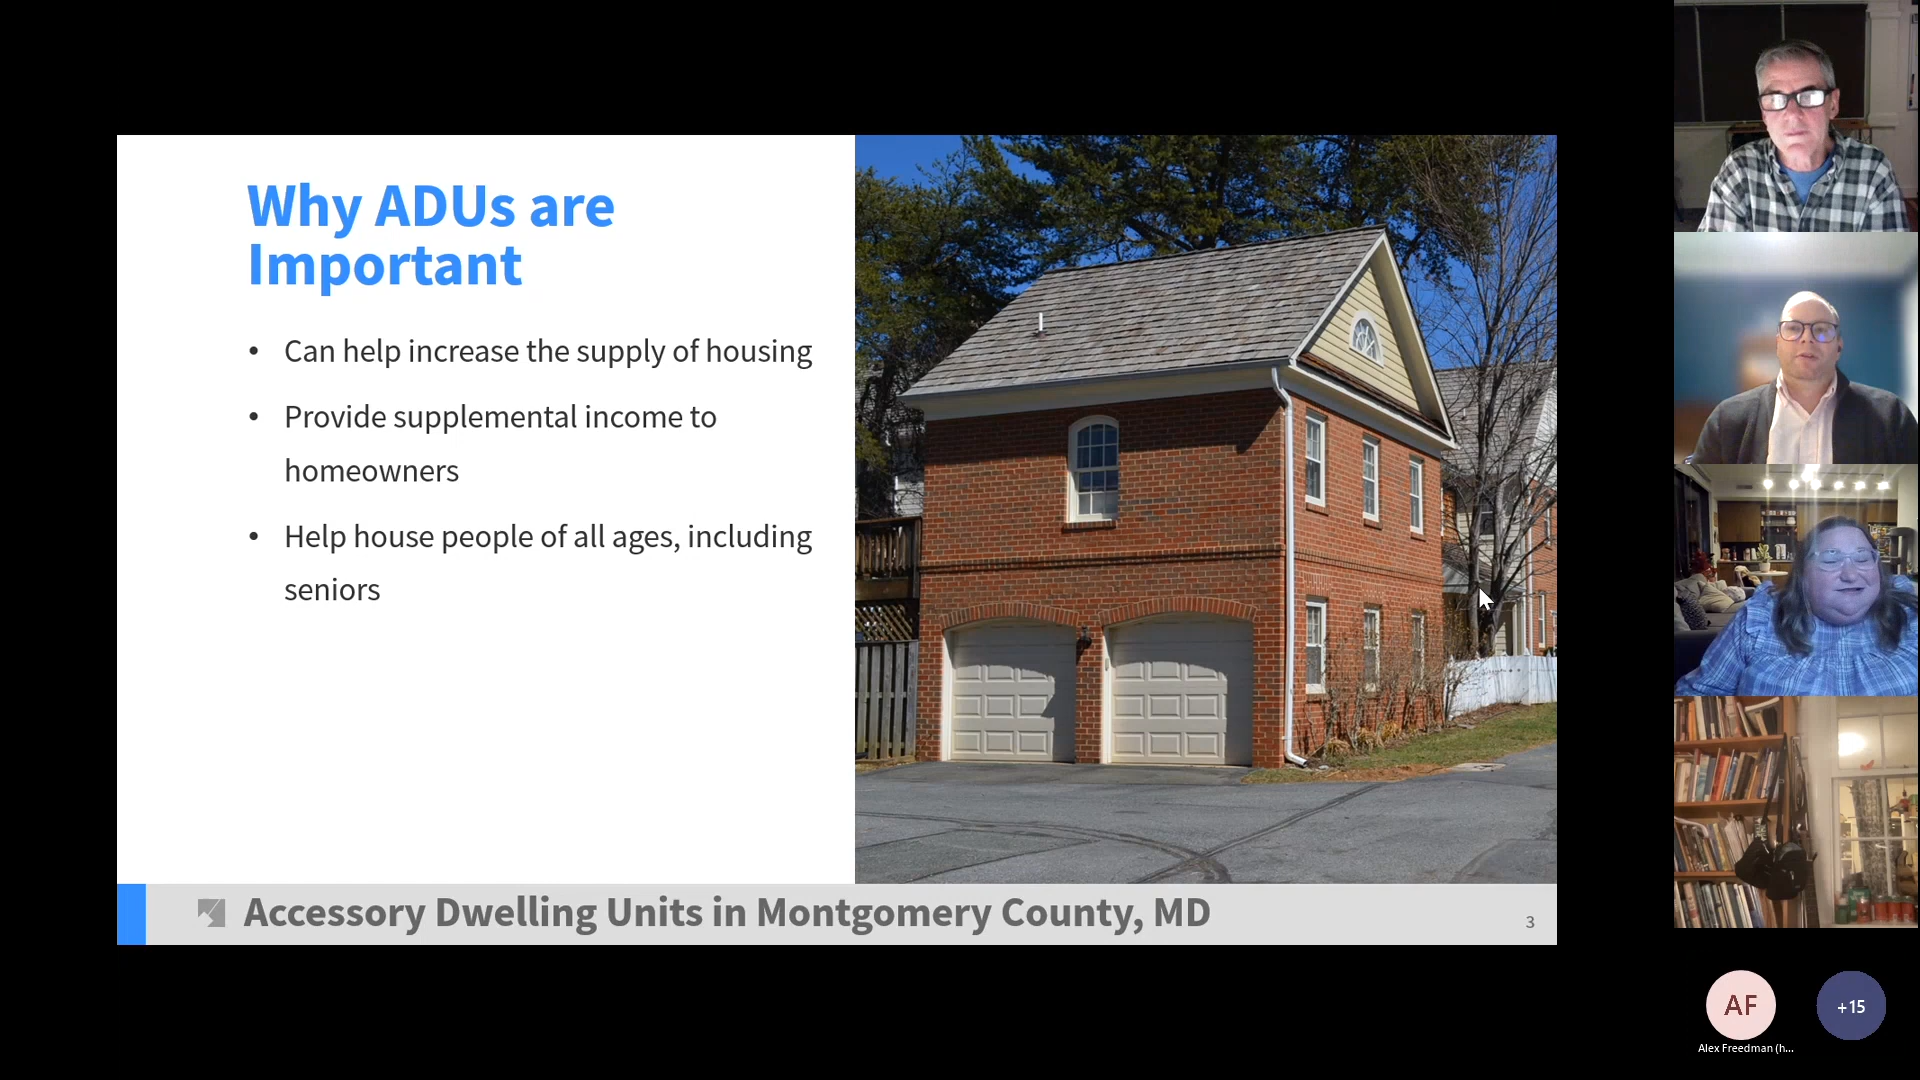 Why ADUs are
Important
• Can help increase the supply of housing
• Provide supplemental income to
homeowners
• Help house people of all ages, including
seniors
Accessory Dwelling Units in Montgomery County, MD
3
AF
+15
Alex Freedman (h...